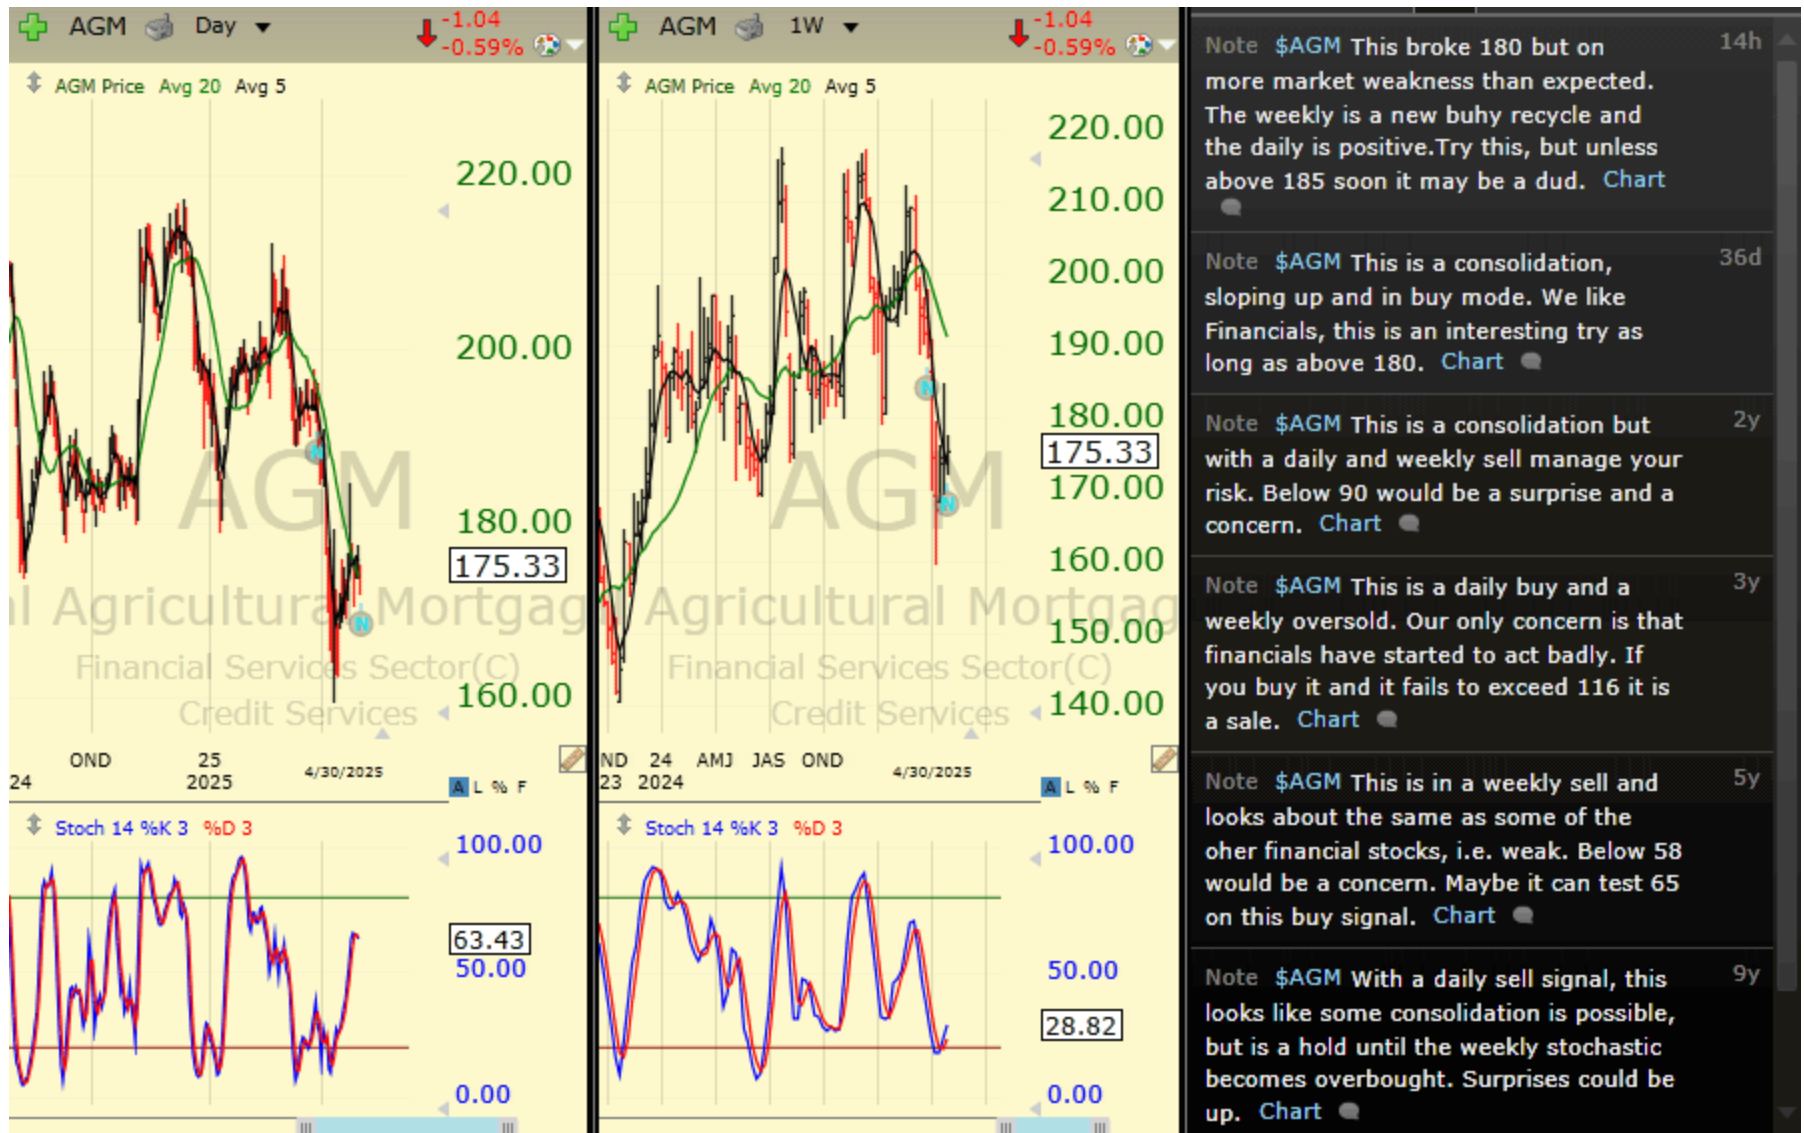 AGM Day -1.04
-0.59%
AGM Price Avg 20 Avg 5
220.00
200.00
180.00
175.33
160.00
AGM
l Agricultural Mortgag
Financial Services Sector(C)
Credit Services
N
N
OND 25 4/30/2025
24 2025
A L % F
Stoch 14 %K 3 %D 3
100.00
63.43
50.00
0.00
AGM 1W -1.04
-0.59%
AGM Price Avg 20 Avg 5
220.00
210.00
200.00
190.00
180.00
175.33
170.00
160.00
150.00
140.00
AGM
l Agricultural Mortgag
Financial Services Sector(C)
Credit Services
N
N
ND 24 AMJ JAS OND 4/30/2025
23 2024
A L % F
Stoch 14 %K 3 %D 3
100.00
50.00
28.82
0.00
Note $AGM This broke 180 but on 14h
more market weakness than expected.
The weekly is a new buhy recycle and
the daily is positive.Try this, but unless
above 185 soon it may be a dud. Chart
Note $AGM This is a consolidation, 36d
sloping up and in buy mode. We like
Financials, this is an interesting try as
long as above 180. Chart
Note $AGM This is a consolidation but 2y
with a daily and weekly sell manage your
risk. Below 90 would be a surprise and a
concern. Chart
Note $AGM This is a daily buy and a 3y
weekly oversold. Our only concern is that
financials have started to act badly. If
you buy it and it fails to exceed 116 it is
a sale. Chart
Note $AGM This is in a weekly sell and 5y
looks about the same as some of the
oher financial stocks, i.e. weak. Below 58
would be a concern. Maybe it can test 65
on this buy signal. Chart
Note $AGM With a daily sell signal, this 9y
looks like some consolidation is possible,
but is a hold until the weekly stochastic
becomes overbought. Surprises could be
up. Chart